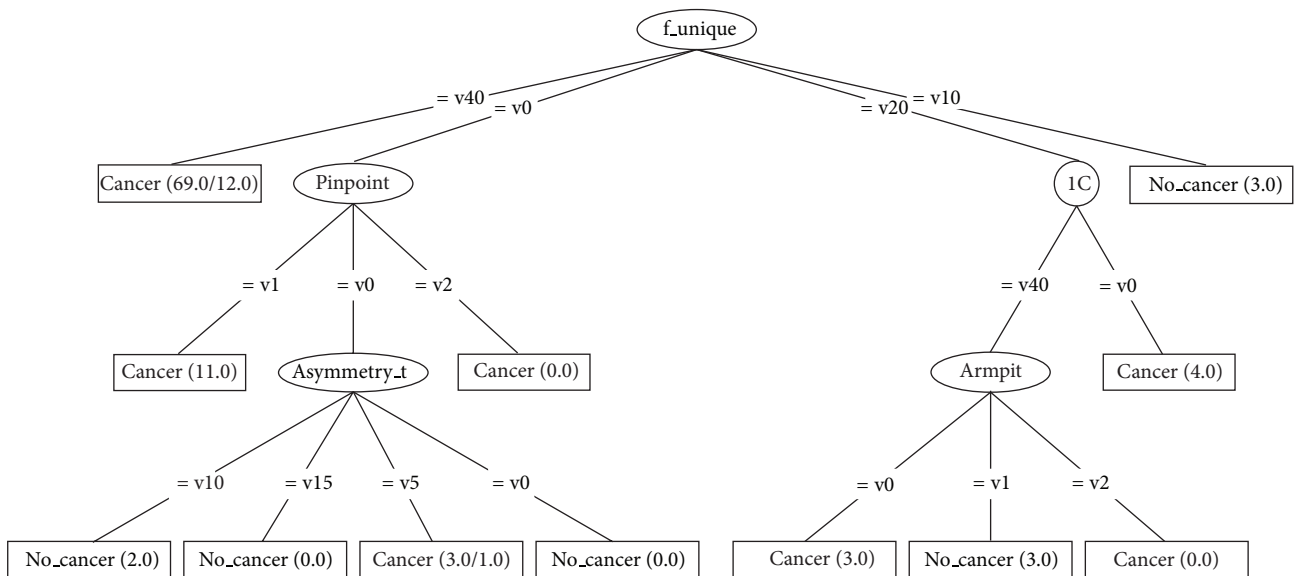 f_unique
= v40
= v0
= v20
= v10
Cancer (69.0/12.0)
Pinpoint
1C
No_cancer (3.0)
= v1
= v0
= v2
= v40
= v0
Cancer (11.0)
Asymmetry_t
Cancer (0.0)
Armpit
Cancer (4.0)
= v10
= v15
= v5
= v0
= v0
= v1
= v2
No_cancer (2.0)
No_cancer (0.0)
Cancer (3.0/1.0)
No_cancer (0.0)
Cancer (3.0)
No_cancer (3.0)
Cancer (0.0)